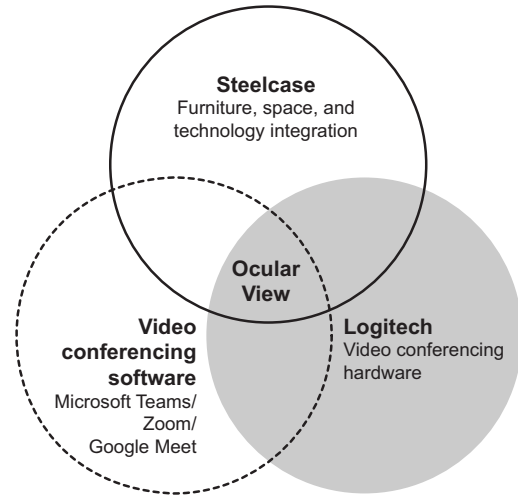 Steelcase
Furniture, space, and
technology integration
Ocular
View
Video
conferencing
software
Microsoft Teams/
Zoom/
Google Meet
Logitech
Video conferencing
hardware